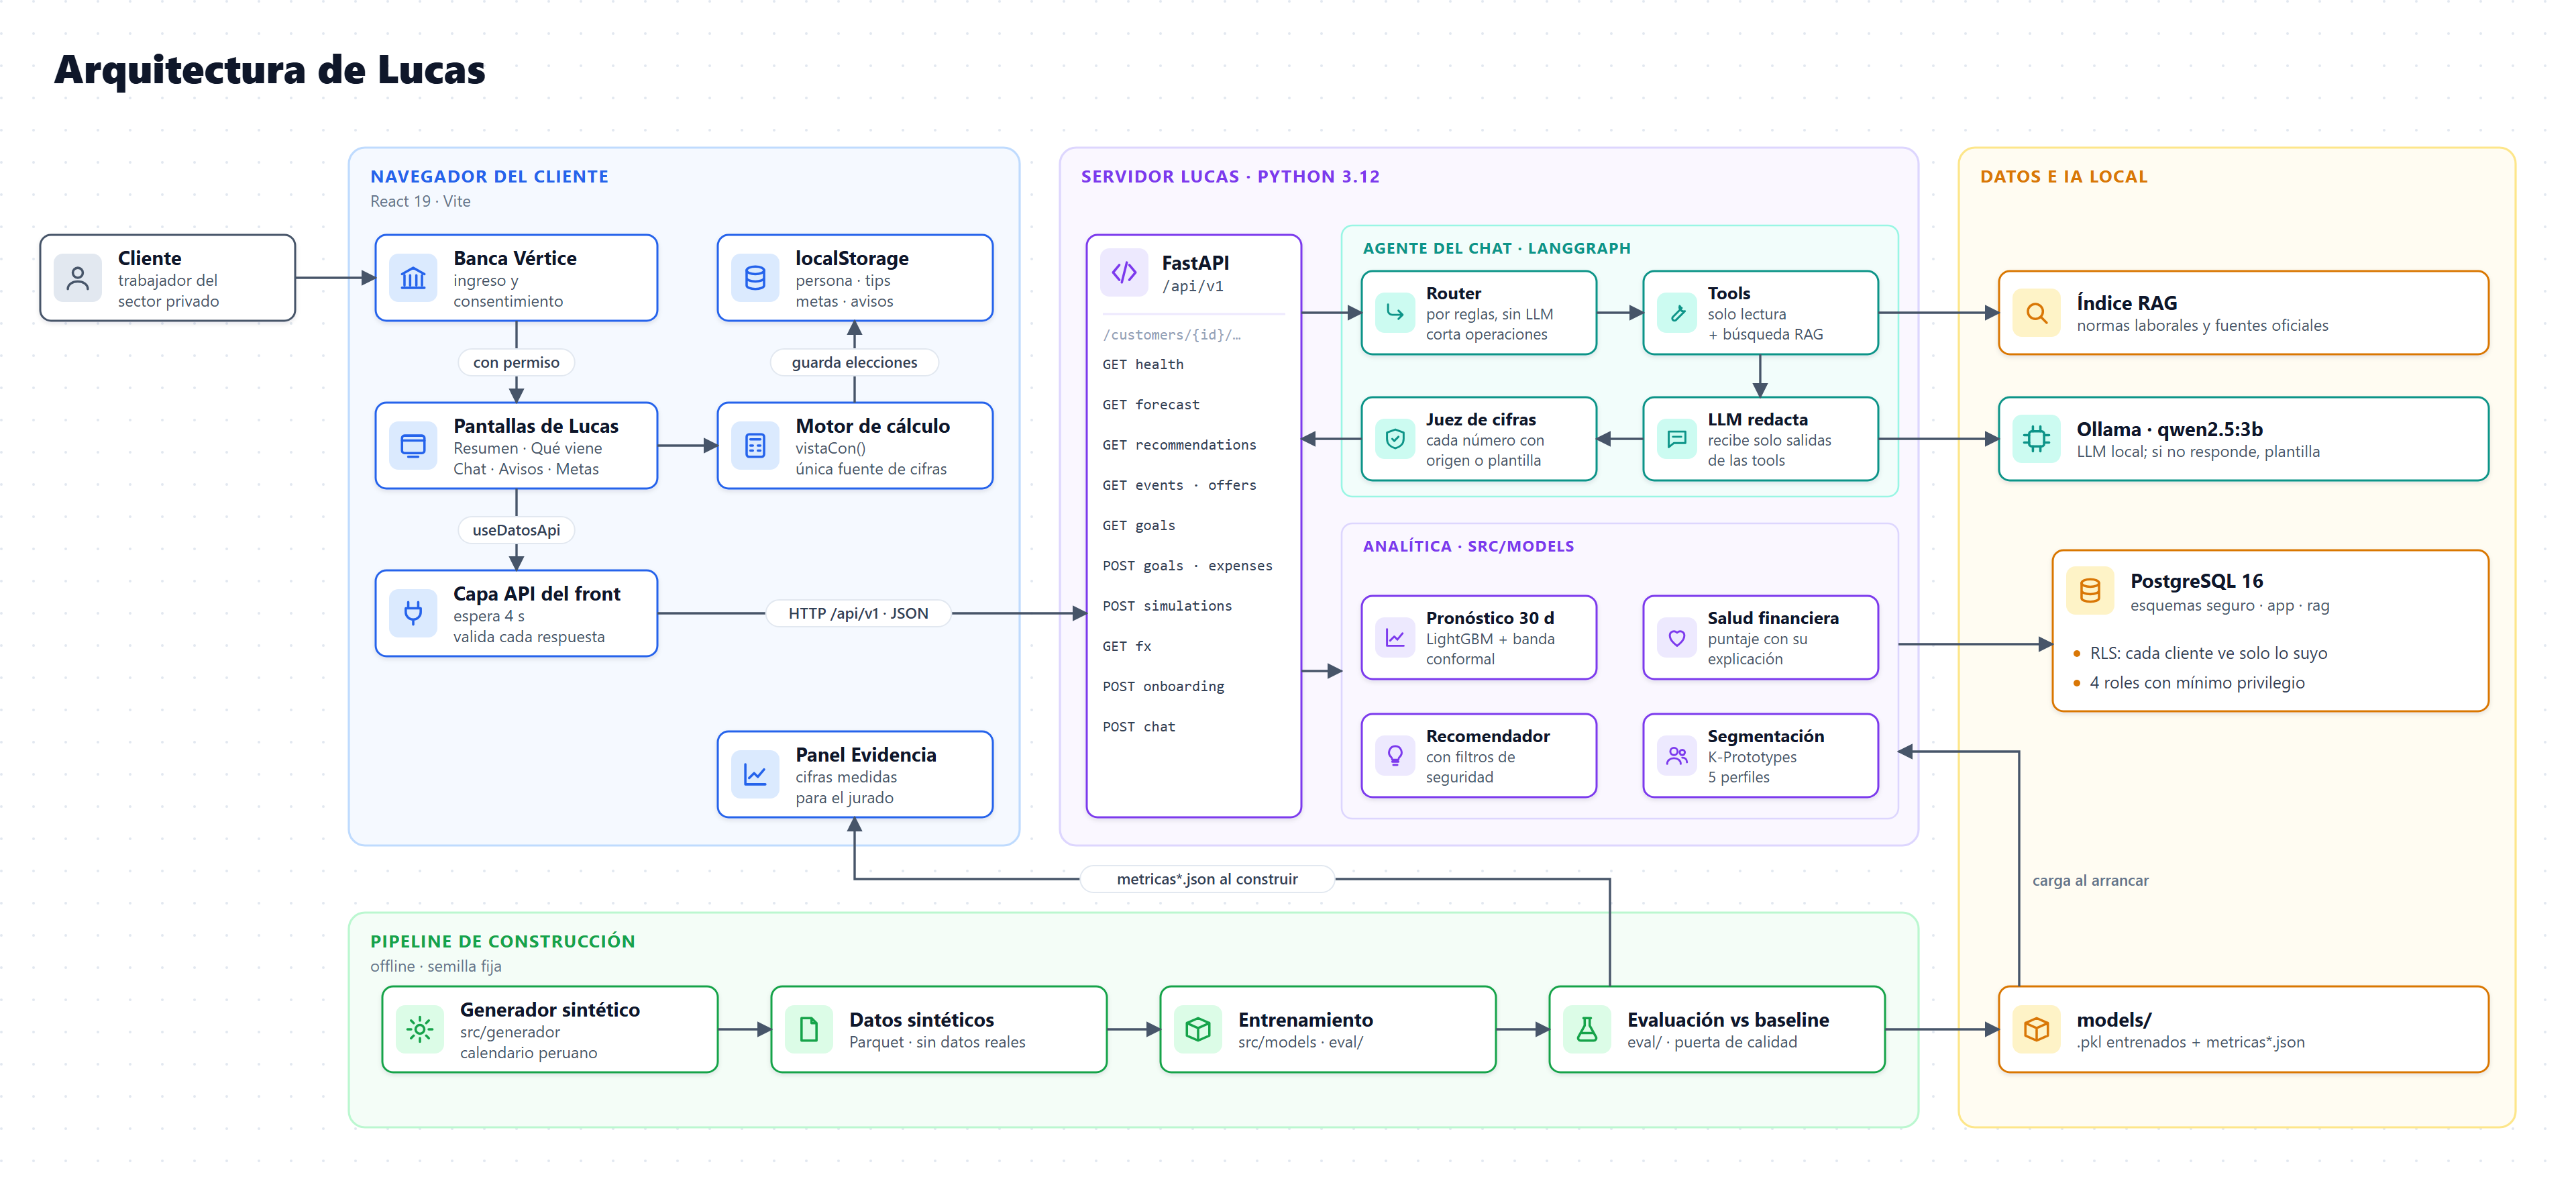 Arquitectura de Lucas
Cliente
trabajador del
sector privado
NAVEGADOR DEL CLIENTE
React 19 · Vite
Banca Vértice
ingreso y
consentimiento
localStorage
persona · tips
metas · avisos
con permiso
guarda elecciones
Pantallas de Lucas
Resumen · Qué viene
Chat · Avisos · Metas
Motor de cálculo
vistaCon()
única fuente de cifras
useDatosApi
Capa API del front
espera 4 s
valida cada respuesta
HTTP /api/v1 · JSON
Panel Evidencia
cifras medidas
para el jurado
SERVIDOR LUCAS · PYTHON 3.12
FastAPI
/api/v1
/customers/{id}/…
GET health
GET forecast
GET recommendations
GET events · offers
GET goals
POST goals · expenses
POST simulations
GET fx
POST onboarding
POST chat
AGENTE DEL CHAT · LANGGRAPH
Router
por reglas, sin LLM
corta operaciones
Tools
solo lectura
+ búsqueda RAG
Juez de cifras
cada número con
origen o plantilla
LLM redacta
recibe solo salidas
de las tools
ANALÍTICA · SRC/MODELS
Pronóstico 30 d
LightGBM + banda
conformal
Salud financiera
puntaje con su
explicación
Recomendador
con filtros de
seguridad
Segmentación
K-Prototypes
5 perfiles
DATOS E IA LOCAL
Índice RAG
normas laborales y fuentes oficiales
Ollama · qwen2.5:3b
LLM local; si no responde, plantilla
PostgreSQL 16
esquemas seguro · app · rag
• RLS: cada cliente ve solo lo suyo
• 4 roles con mínimo privilegio
carga al arrancar
models/
.pkl entrenados + metricas*.json
metricas*.json al construir
PIPELINE DE CONSTRUCCIÓN
offline · semilla fija
Generador sintético
src/generador
calendario peruano
Datos sintéticos
Parquet · sin datos reales
Entrenamiento
src/models · eval/
Evaluación vs baseline
eval/ · puerta de calidad